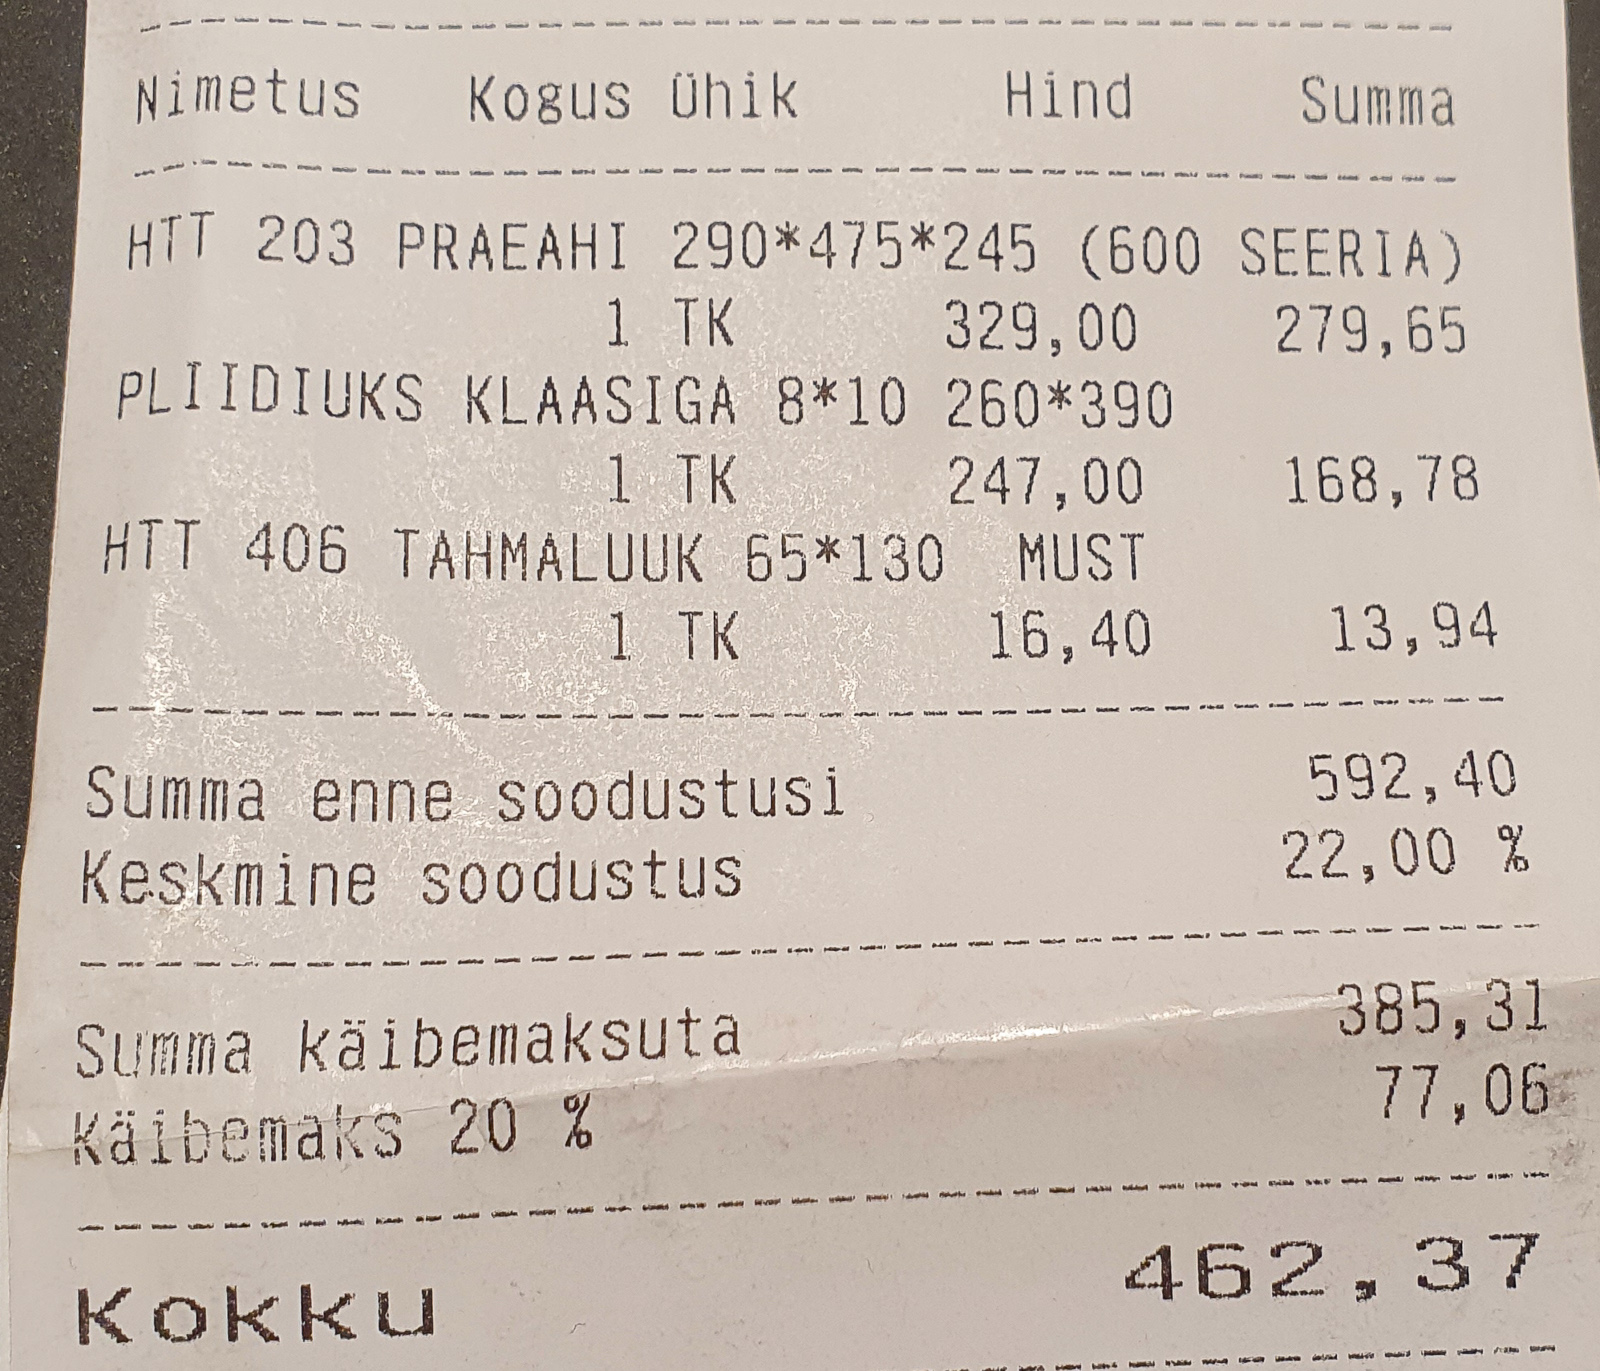 Nimetus Kogus Ühik Hind Summa
HTT 203 PRAEAHI 290*475*245 (600 SEERIA)
1 TK 329,00 279,65
PLIIDIUKS KLAASIGA 8*10 260*390
1 TK 247,00 168,78
HTT 406 TAHMALUUK 65*130 MUST
1 TK 16,40 13,94
Summa enne soodustusi 592,40
Keskmine soodustus 22,00 %
Summa käibemaksuta 385,31
Käibemaks 20 % 77,06
Kokku 462,37